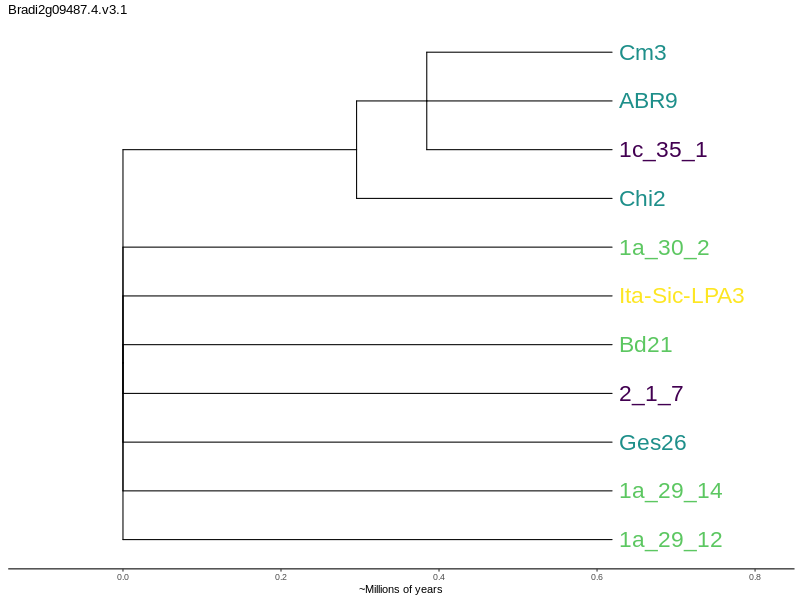 Bradi2g09487.4.v3.1
Cm3
ABR9
1c_35_1
Chi2
1a_30_2
Ita-Sic-LPA3
Bd21
2_1_7
Ges26
1a_29_14
1a_29_12
0.0 0.2 0.4 0.6 0.8
~Millions of years